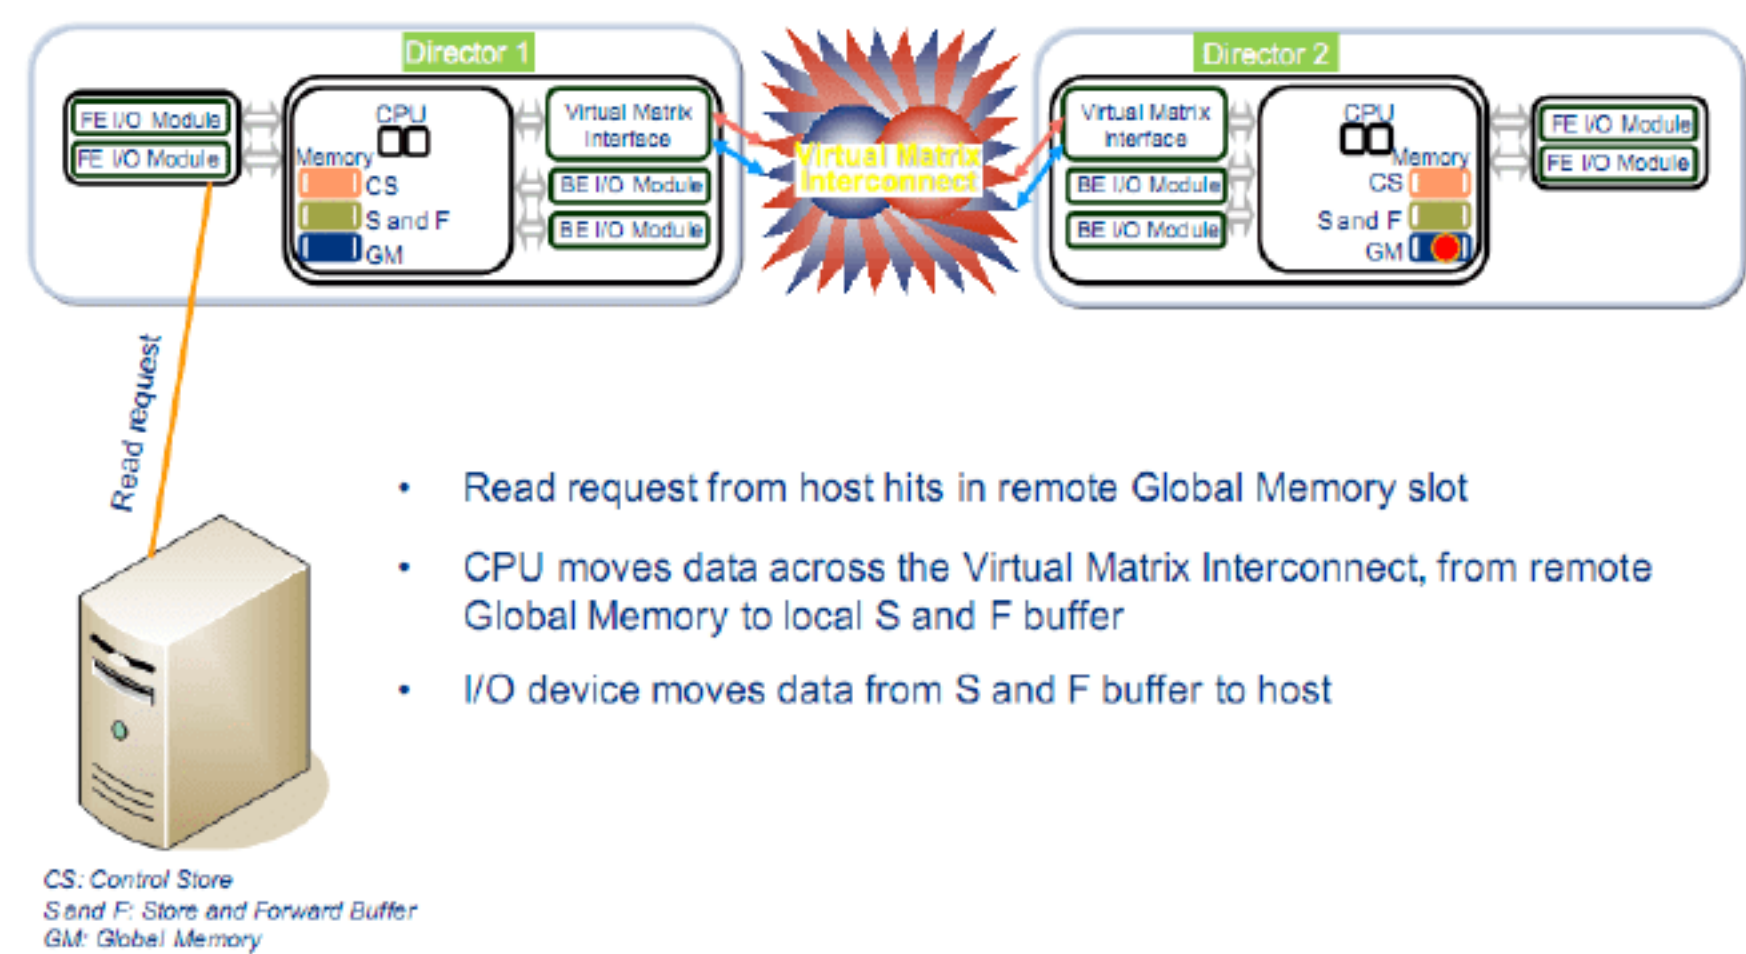 Director 1
FE I/O Module
FE I/O Module
CPU
Memory
CS
S and F
GM
Virtual Matrix
Interface
BE I/O Module
BE I/O Module
Virtual Matrix
Interconnect
Director 2
Virtual Matrix
Interface
BE I/O Module
BE I/O Module
CPU
Memory
CS
S and F
GM
FE I/O Module
FE I/O Module
Read request
• Read request from host hits in remote Global Memory slot
• CPU moves data across the Virtual Matrix Interconnect, from remote
Global Memory to local S and F buffer
• I/O device moves data from S and F buffer to host
CS: Control Store
S and F: Store and Forward Buffer
GM: Global Memory